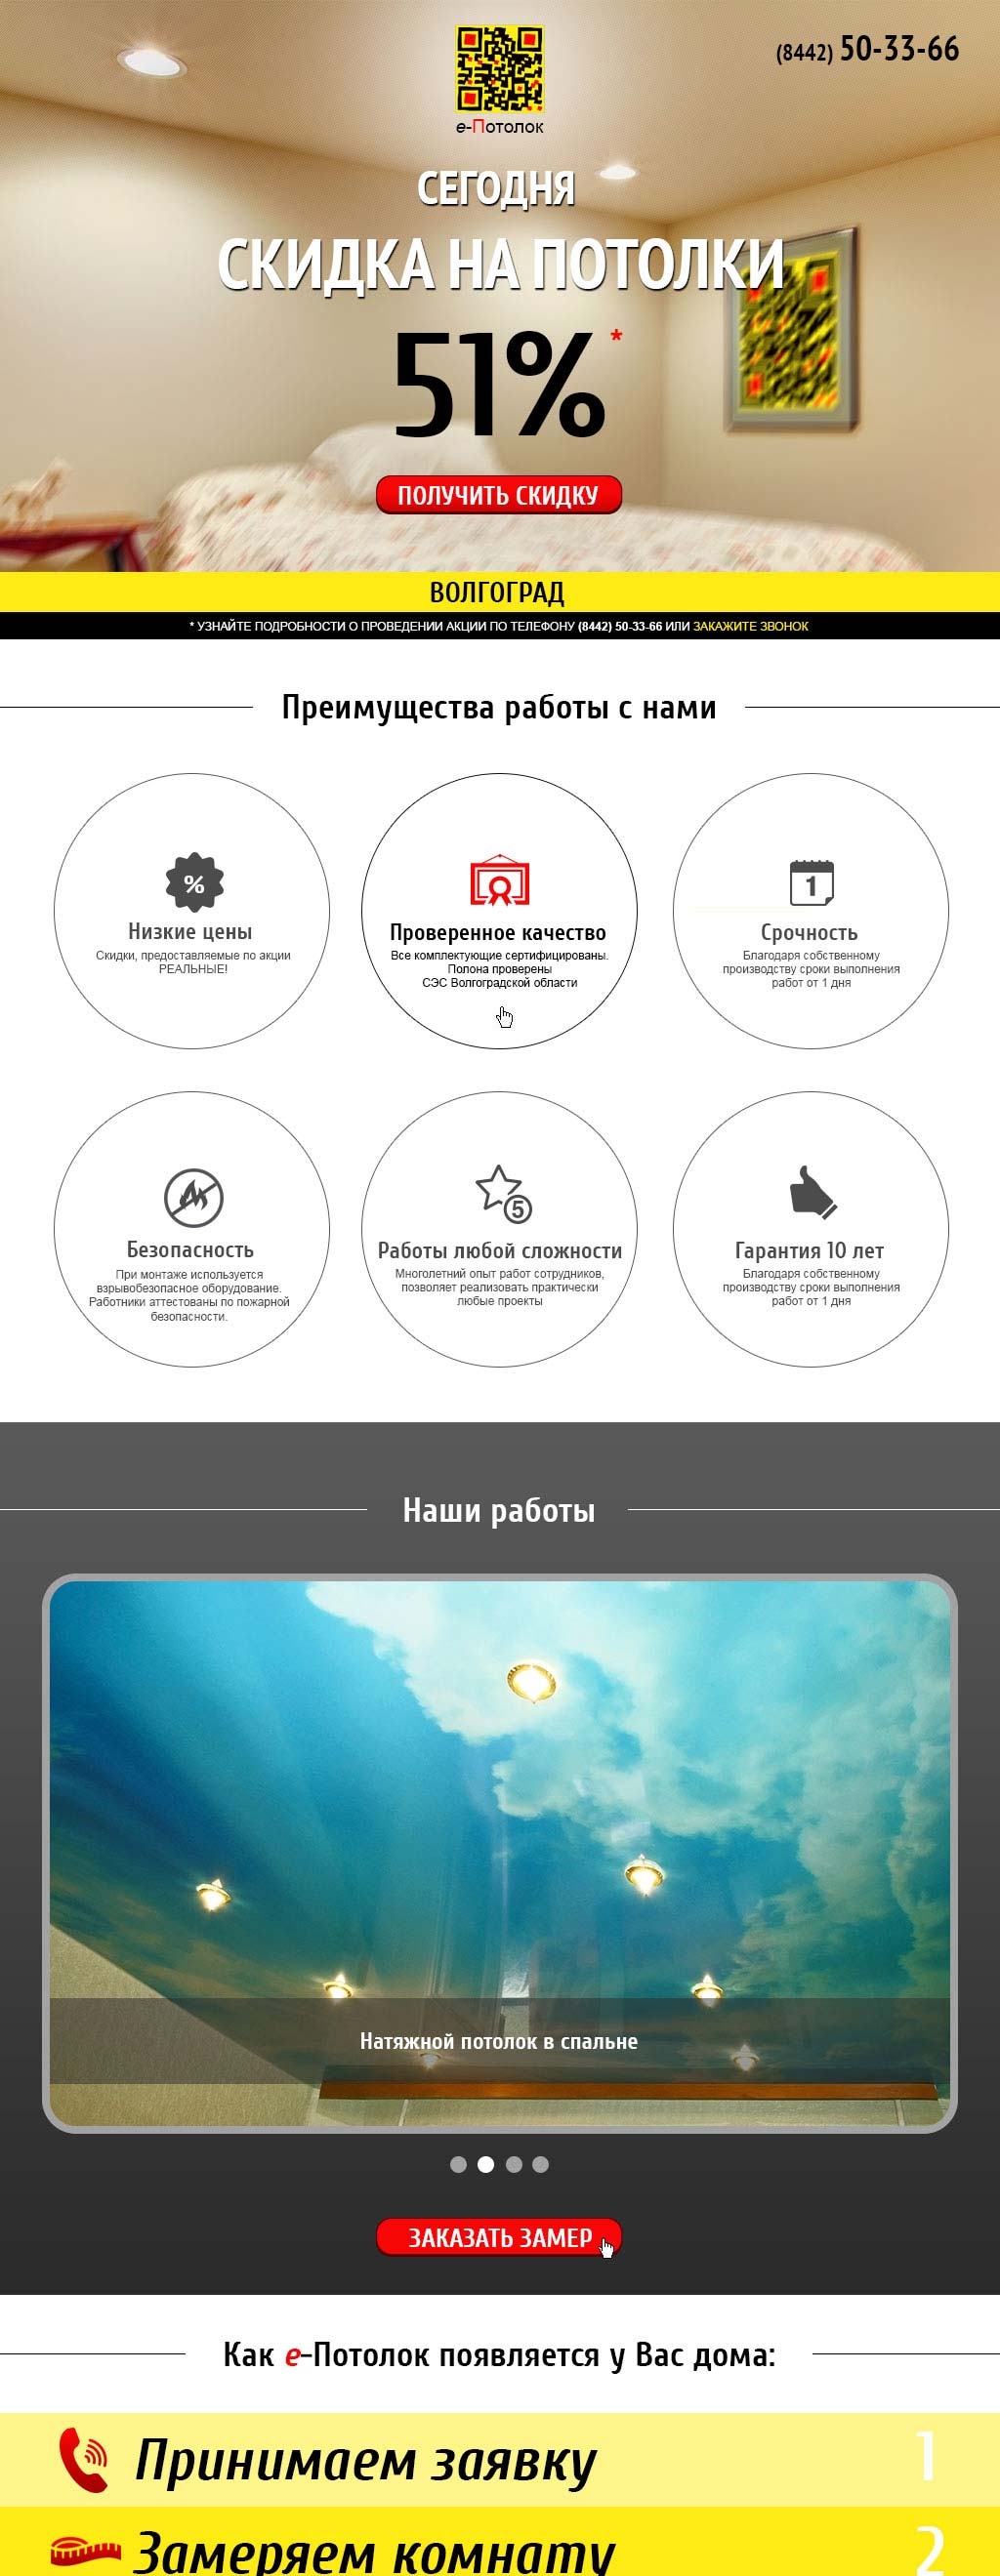 (8442) 50-33-66
е-Потолок
СЕГОДНЯ
СКИДКА НА ПОТОЛКИ
51%*
ПОЛУЧИТЬ СКИДКУ
ВОЛГОГРАД
* УЗНАЙТЕ ПОДРОБНОСТИ О ПРОВЕДЕНИИ АКЦИИ ПО ТЕЛЕФОНУ (8442) 50-33-66 ИЛИ ЗАКАЖИТЕ ЗВОНОК
Преимущества работы с нами
%
Низкие цены
Скидки, предоставляемые по акции
РЕАЛЬНЫЕ!
Проверенное качество
Все комплектующие сертифицированы.
Полона проверены
СЭС Волгоградской области
1
Срочность
Благодаря собственному
производству сроки выполнения
работ от 1 дня
Безопасность
При монтаже используется
взрывобезопасное оборудование.
Работники аттестованы по пожарной
безопасности.
5
Работы любой сложности
Многолетний опыт работ сотрудников,
позволяет реализовать практически
любые проекты
Гарантия 10 лет
Благодаря собственному
производству сроки выполнения
работ от 1 дня
Наши работы
Натяжной потолок в спальне
ЗАКАЗАТЬ ЗАМЕР
Как е-Потолок появляется у Вас дома:
Принимаем заявку 1
Замеряем комнату 2